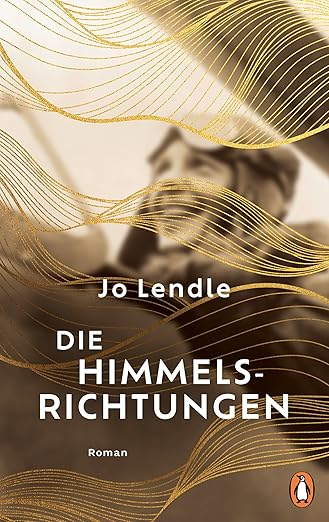 Jo Lendle
DIE
HIMMELS-
RICHTUNGEN
Roman